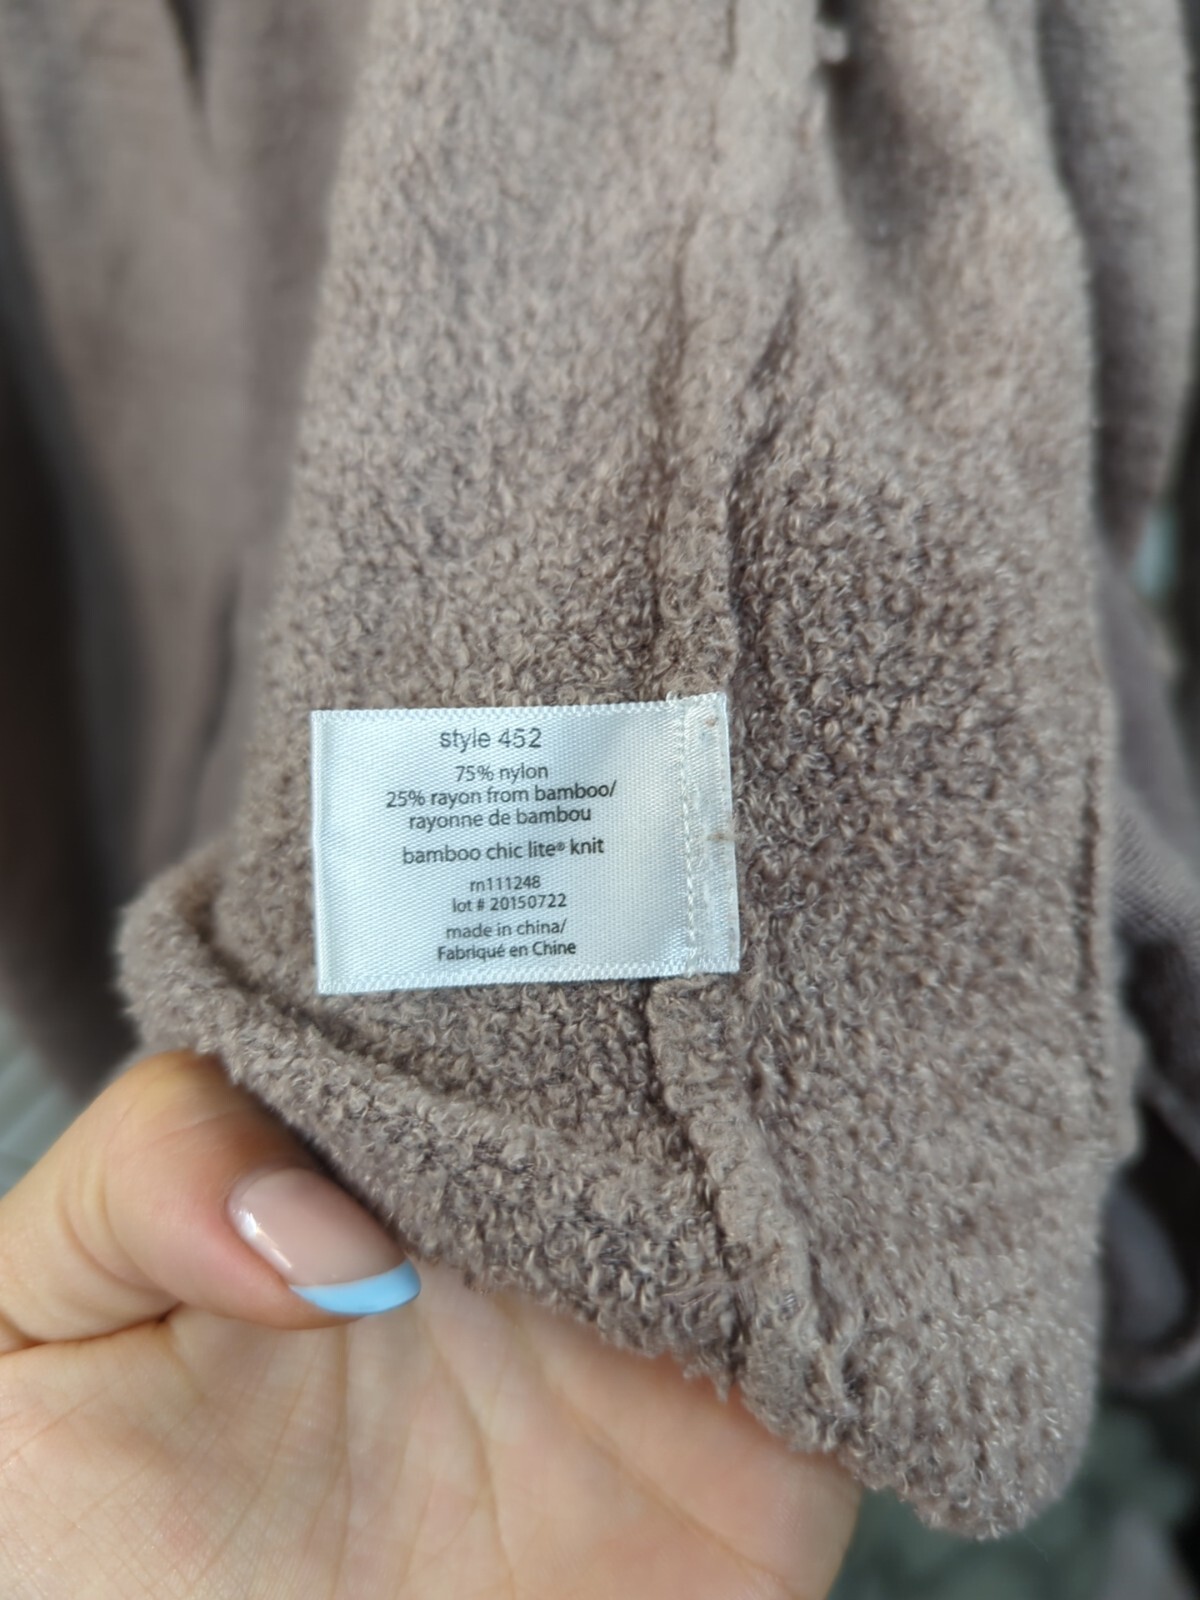 style 452
75% nylon
25% rayon from bamboo/
rayonne de bambou
bamboo chic lite® knit
rn111248
lot # 20150722
made in china/
Fabriqué en Chine